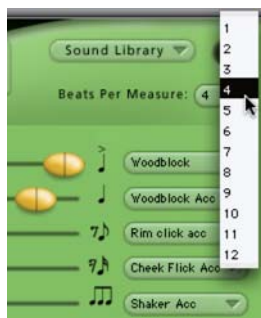 Sound Library
Beats Per Measure: 4
1
2
3
4
5
6
7
8
9
10
11
12
Woodblock
Woodblock Acc
Rim click acc
Cheek Flick Acc
Shaker Acc